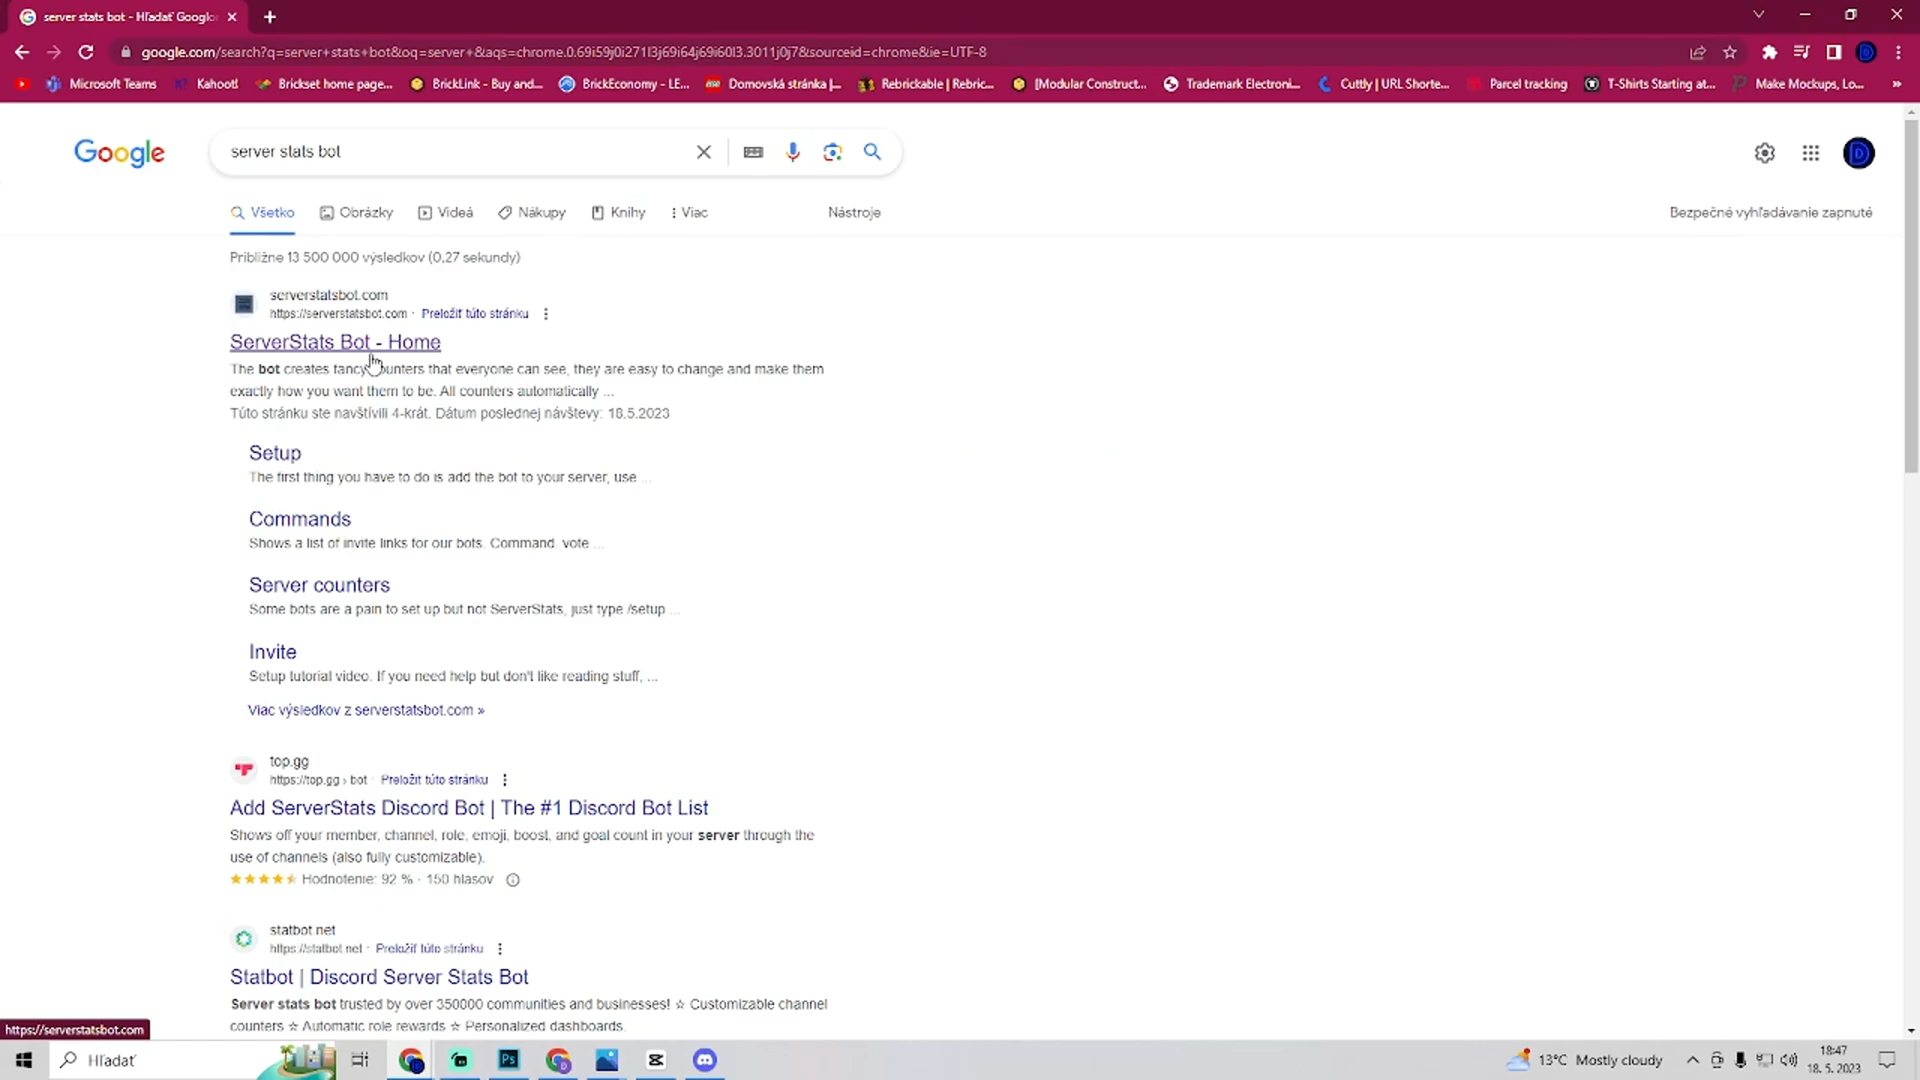 server stats bot - Hľadať Googlo
google.com/search?q=server+stats+bot&oq=server+&aqs=chrome.0.69i59j0i271l3j69i64j69i60l3.3011j0j7&sourceid=chrome&ie=UTF-8
Microsoft Teams
Kahoot!
Brickset home page...
BrickLink - Buy and...
BrickEconomy - LE...
Domovská stránka |...
Rebrickable | Rebric...
[Modular Construct...
Trademark Electroni...
Cuttly | URL Shorte...
Parcel tracking
T-Shirts Starting at...
Make Mockups, Lo...
Google
server stats bot
D
Všetko
Obrázky
Videá
Nákupy
Knihy
Viac
Nástroje
Bezpečné vyhľadávanie zapnuté
Približne 13 500 000 výsledkov (0,27 sekundy)
serverstatsbot.com
https://serverstatsbot.com · Preložiť túto stránku
ServerStats Bot - Home
The bot creates fancy counters that everyone can see, they are easy to change and make them
exactly how you want them to be. All counters automatically ...
Túto stránku ste navštívili 4-krát. Dátum poslednej návštevy: 18.5.2023
Setup
The first thing you have to do is add the bot to your server, use ...
Commands
Shows a list of invite links for our bots. Command. vote ...
Server counters
Some bots are a pain to set up but not ServerStats, just type /setup ...
Invite
Setup tutorial video. If you need help but don't like reading stuff, ...
Viac výsledkov z serverstatsbot.com »
top.gg
https://top.gg › bot · Preložiť túto stránku
Add ServerStats Discord Bot | The #1 Discord Bot List
Shows off your member, channel, role, emoji, boost, and goal count in your server through the
use of channels (also fully customizable).
★★★★★ Hodnotenie: 92 % · 150 hlasov
statbot.net
https://statbot.net · Preložiť túto stránku
Statbot | Discord Server Stats Bot
Server stats bot trusted by over 350000 communities and businesses! ☆ Customizable channel
counters ☆ Automatic role rewards ☆ Personalized dashboards.
https://serverstatsbot.com
Hľadať
Ps
13°C Mostly cloudy
18:47
18. 5. 2023